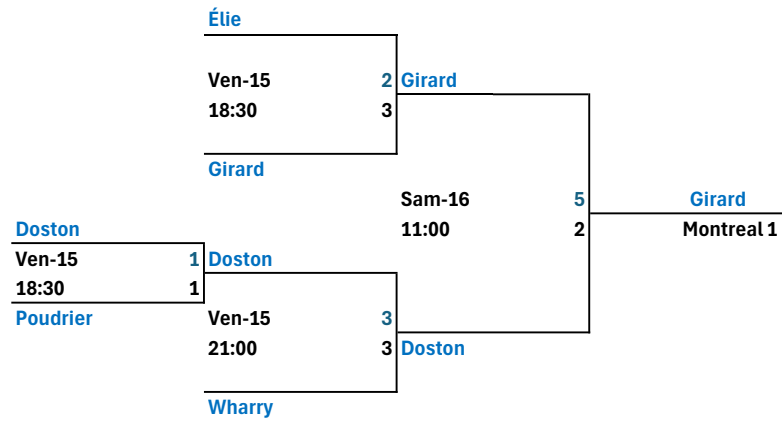 Élie
Ven-15 2 Girard
18:30 3
Girard
Sam-16 5 Girard
Doston 11:00 2 Montreal 1
Ven-15 1 Doston
18:30 1
Poudrier Ven-15 3
21:00 3 Doston
Wharry